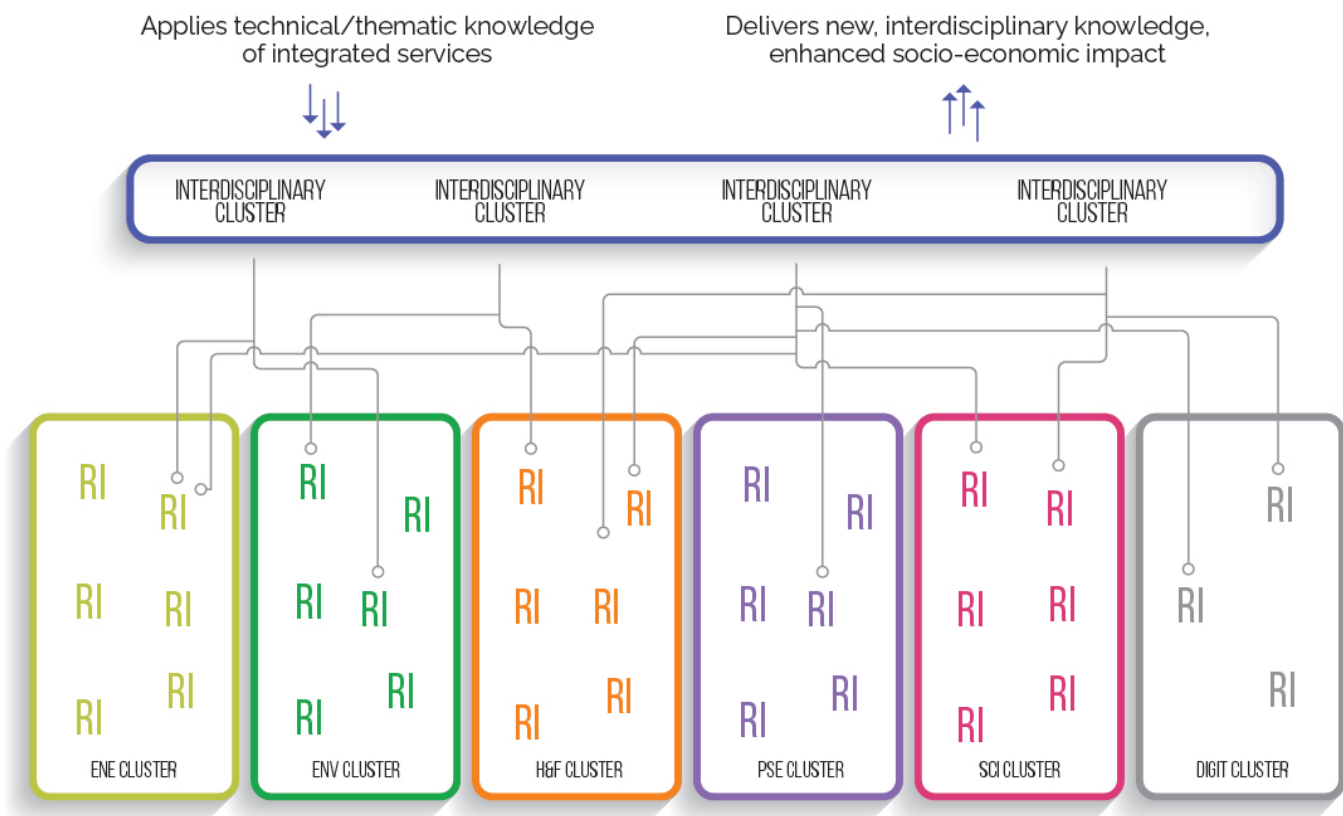 Applies technical/thematic knowledge
of integrated services
Delivers new, interdisciplinary knowledge,
enhanced socio-economic impact
INTERDISCIPLINARY
CLUSTER
INTERDISCIPLINARY
CLUSTER
INTERDISCIPLINARY
CLUSTER
INTERDISCIPLINARY
CLUSTER
RI
RI
RI
RI
RI
RI
ENE CLUSTER
RI
RI
RI
RI
RI
RI
ENV CLUSTER
RI
RI
RI
RI
RI
RI
H&F CLUSTER
RI
RI
RI
RI
RI
RI
PSE CLUSTER
RI
RI
RI
RI
RI
RI
SCI CLUSTER
RI
RI
RI
DIGIT CLUSTER